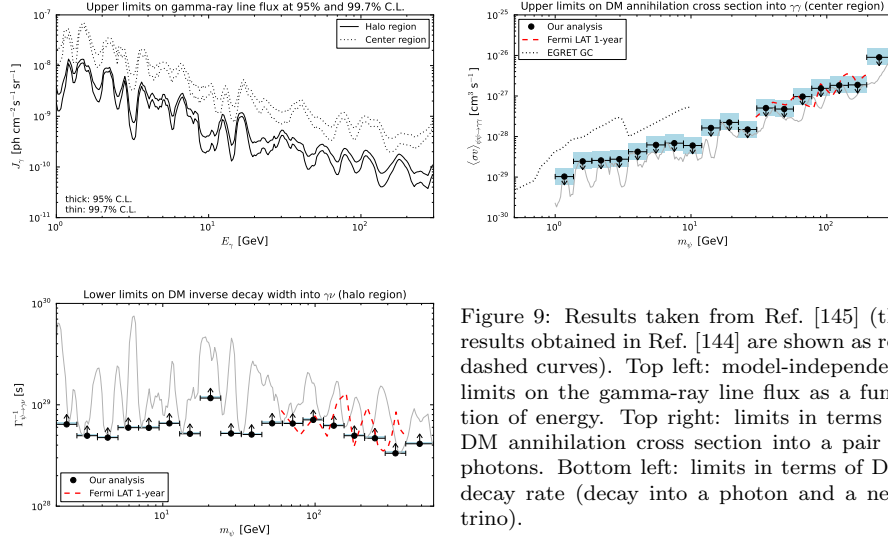 Upper limits on gamma-ray line flux at 95% and 99.7% C.L.
10⁻⁷
10⁻⁸
10⁻⁹
10⁻¹⁰
10⁻¹¹
Jγ [ph cm⁻² s⁻¹ sr⁻¹]
Halo region
Center region
thick: 95% C.L.
thin: 99.7% C.L.
10⁰ 10¹ 10²
Eγ [GeV]
Upper limits on DM annihilation cross section into γγ (center region)
10⁻²⁵
10⁻²⁶
10⁻²⁷
10⁻²⁸
10⁻²⁹
10⁻³⁰
⟨σv⟩ψψ→γγ [cm³ s⁻¹]
Our analysis
Fermi LAT 1-year
EGRET GC
10⁰ 10¹ 10²
mψ [GeV]
Lower limits on DM inverse decay width into γν (halo region)
10³⁰
10²⁹
10²⁸
Γ⁻¹ψ→γν [s]
Our analysis
Fermi LAT 1-year
10¹ 10²
mψ [GeV]
Figure 9: Results taken from Ref. [145] (th
results obtained in Ref. [144] are shown as re
dashed curves). Top left: model-independe
limits on the gamma-ray line flux as a fun
tion of energy. Top right: limits in terms
DM annihilation cross section into a pair
photons. Bottom left: limits in terms of D
decay rate (decay into a photon and a ne
trino).